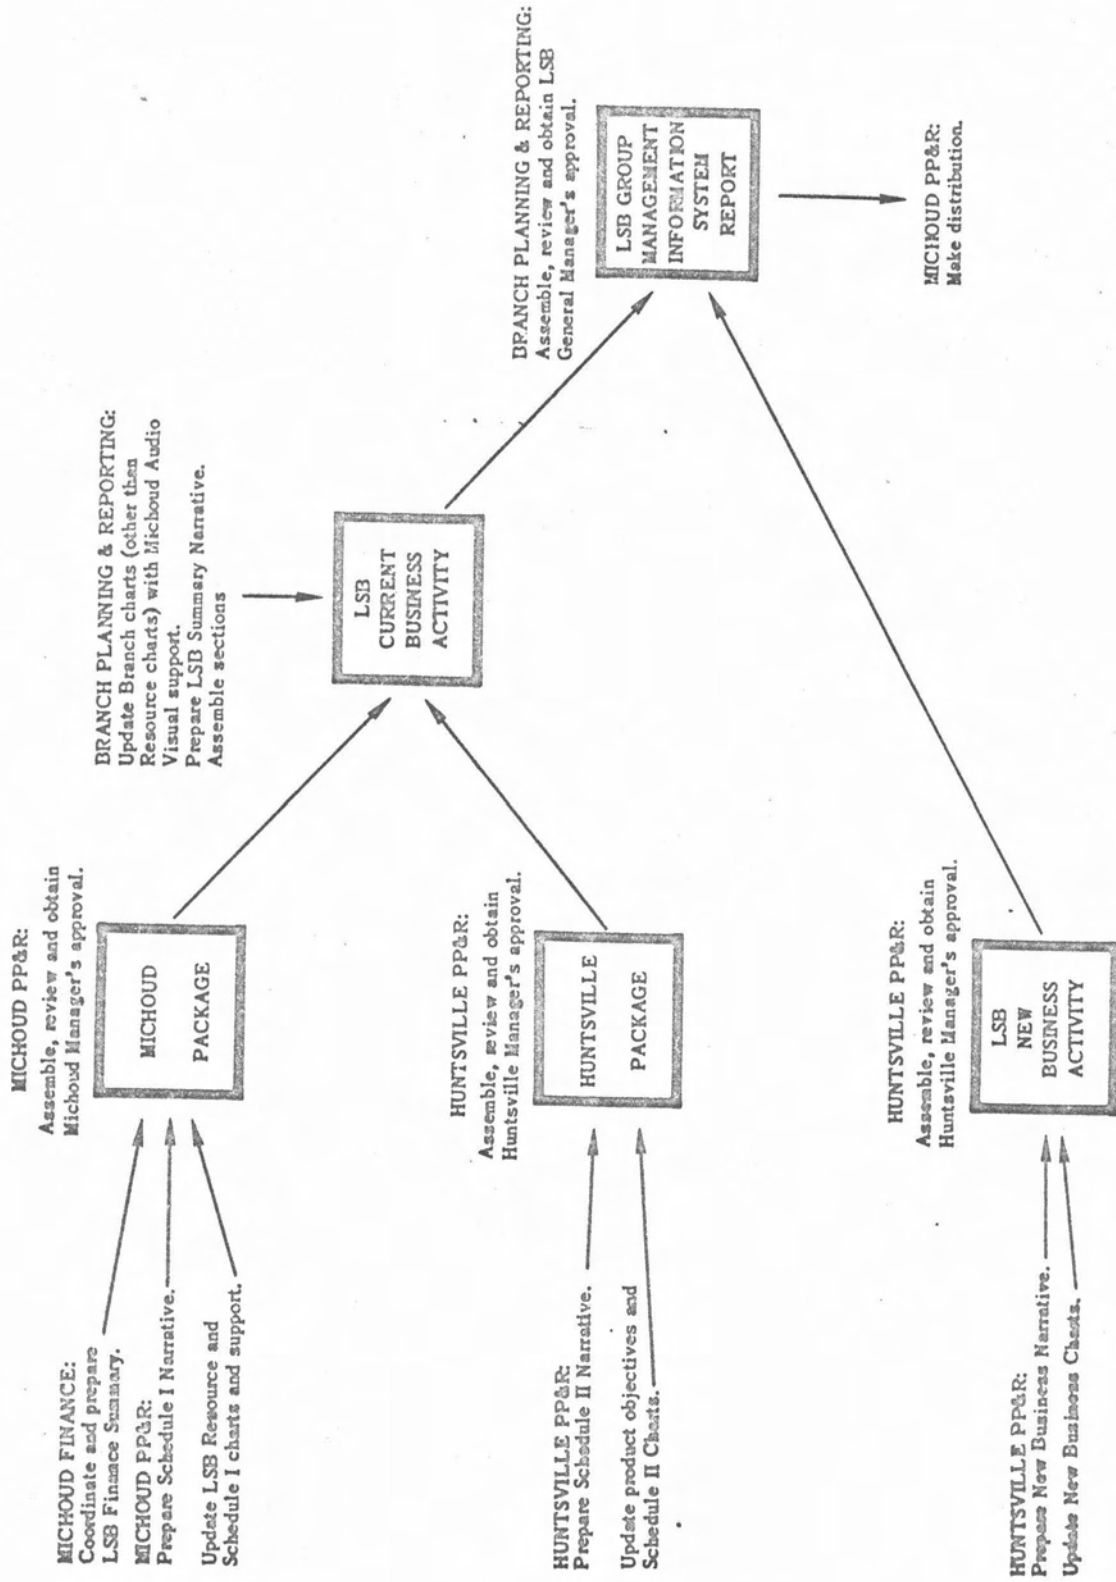 MICHOUD FINANCE:
Coordinate and prepare
LSB Finance Summary.
MICHOUD PP&R:
Prepare Schedule I Narrative.
Update LSB Resource and
Schedule I charts and support.
MICHOUD PP&R:
Assemble, review and obtain
Michoud Manager's approval.
MICHOUD
PACKAGE
HUNTSVILLE PP&R:
Prepare Schedule II Narrative.
Update product objectives and
Schedule II Charts.
HUNTSVILLE PP&R:
Assemble, review and obtain
Huntsville Manager's approval.
HUNTSVILLE
PACKAGE
HUNTSVILLE PP&R:
Prepare New Business Narrative.
Update New Business Charts.
HUNTSVILLE PP&R:
Assemble, review and obtain
Huntsville Manager's approval.
LSB
NEW
BUSINESS
ACTIVITY
BRANCH PLANNING & REPORTING:
Update Branch charts (other than
Resource charts) with Michoud Audio
Visual support.
Prepare LSB Summary Narrative.
Assemble sections
LSB
CURRENT
BUSINESS
ACTIVITY
BRANCH PLANNING & REPORTING:
Assemble, review and obtain LSB
General Manager's approval.
LSB GROUP
MANAGEMENT
INFORMATION
SYSTEM
REPORT
MICHOUD PP&R:
Make distribution.